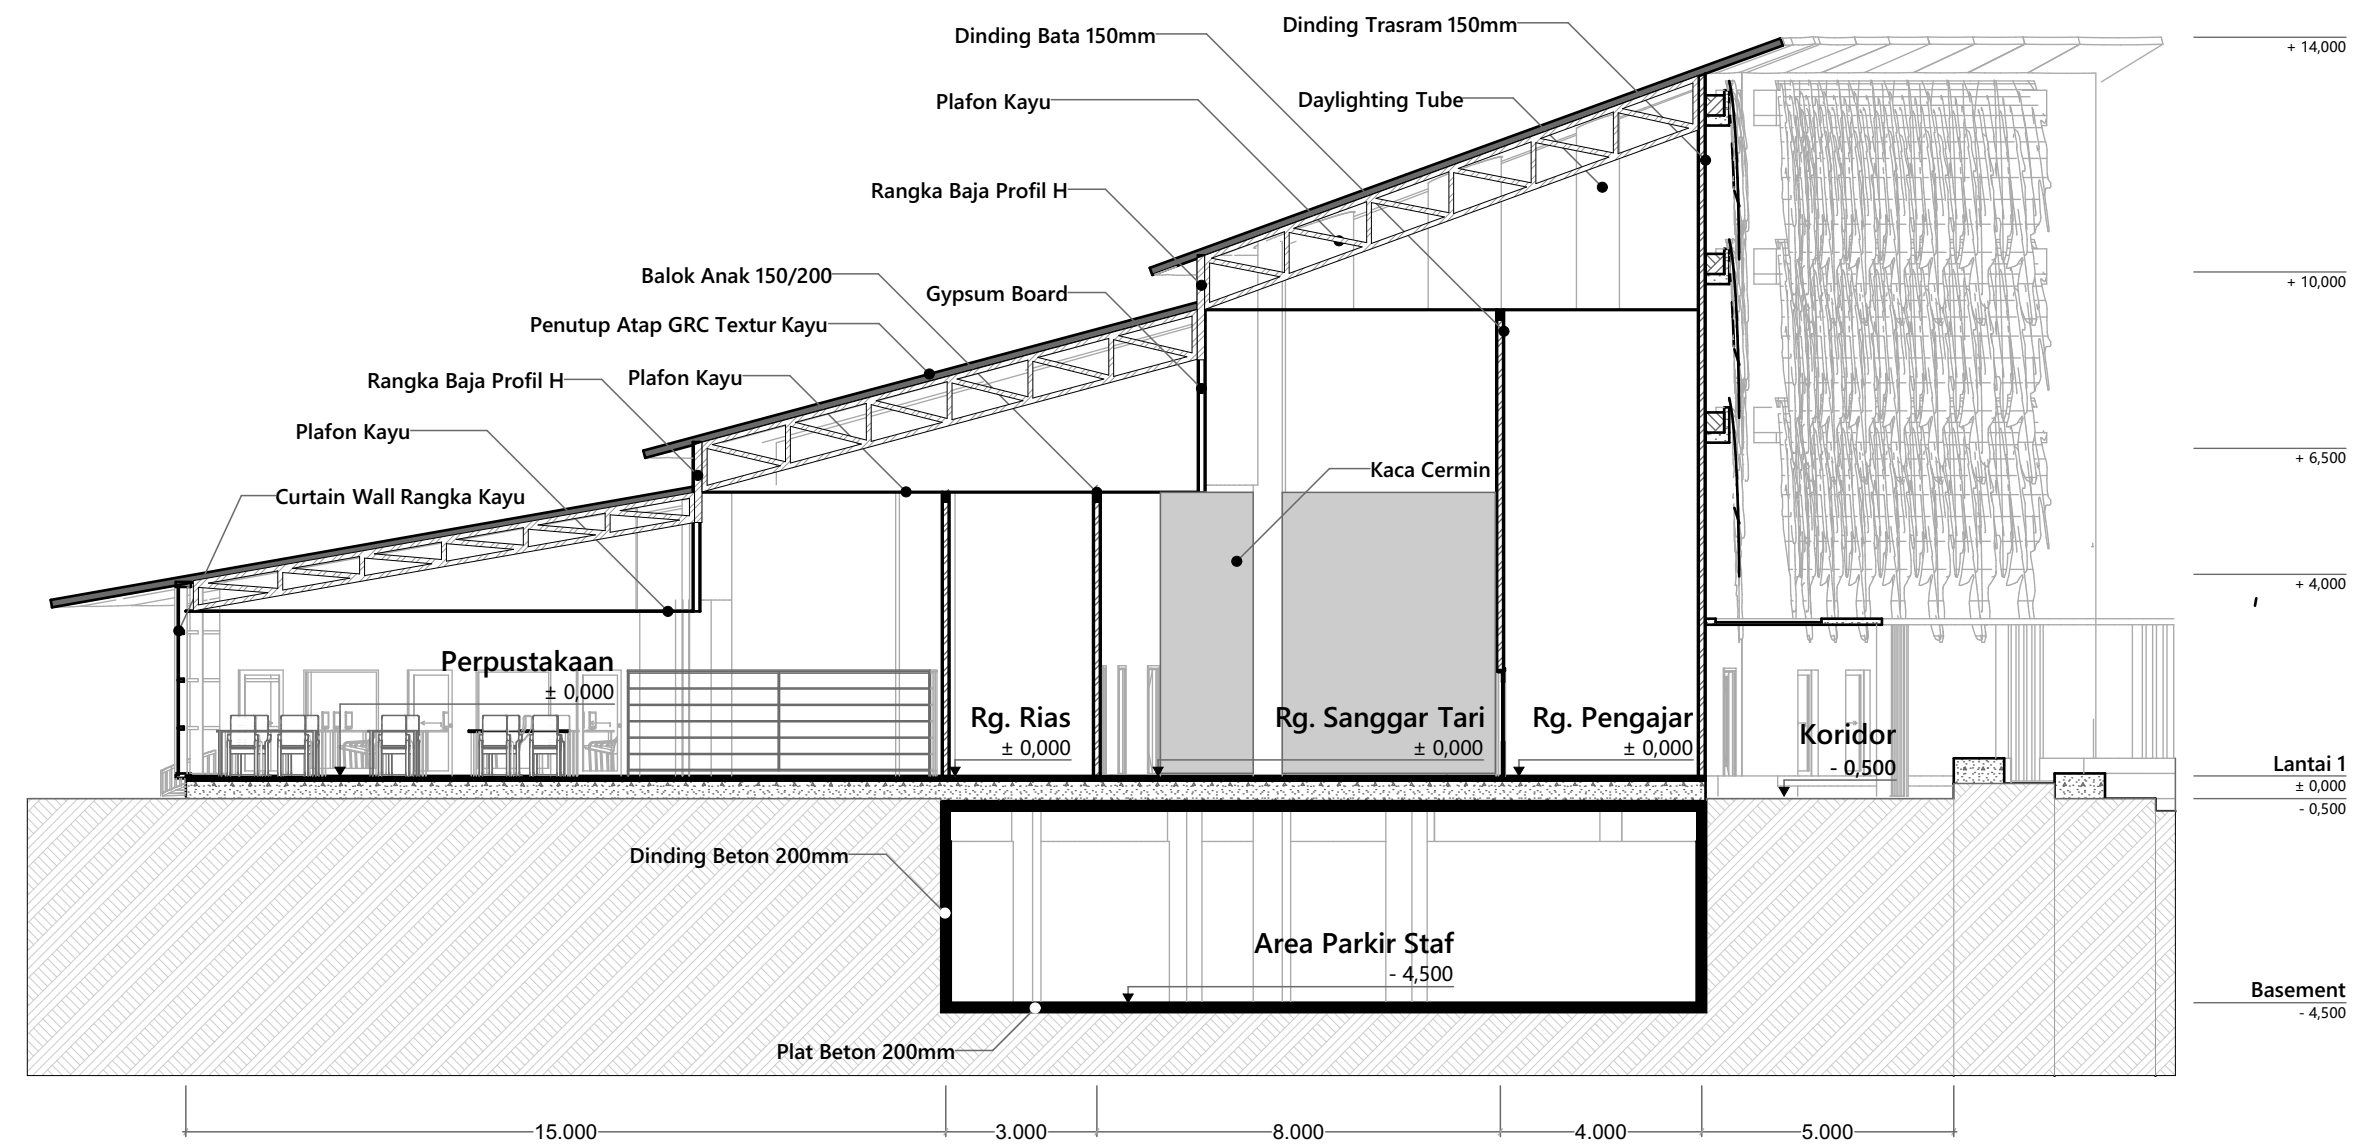 Dinding Trasram 150mm
Dinding Bata 150mm
+ 14,000
Plafon Kayu
Daylighting Tube
Rangka Baja Profil H
Balok Anak 150/200
+ 10,000
Gypsum Board
Penutup Atap GRC Textur Kayu
Rangka Baja Profil H
Plafon Kayu
Plafon Kayu
+ 6,500
Kaca Cermin
Curtain Wall Rangka Kayu
+ 4,000
Perpustakaan
± 0,000
Rg. Rias
± 0,000
Rg. Sanggar Tari
± 0,000
Rg. Pengajar
± 0,000
Koridor
- 0,500
Lantai 1
± 0,000
- 0,500
Dinding Beton 200mm
Area Parkir Staf
- 4,500
Basement
- 4,500
Plat Beton 200mm
15.000
3.000
8.000
4.000
5.000